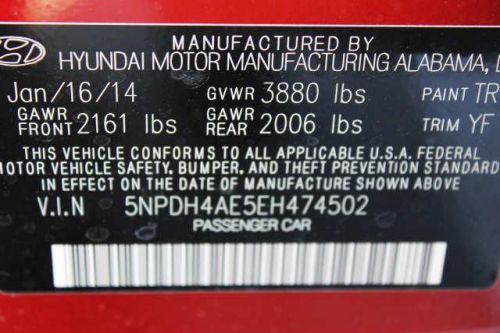 MANUFACTURED BY
HYUNDAI MOTOR MANUFACTURING ALABAMA, L
Jan/16/14 GVWR 3880 lbs PAINT TR
GAWR FRONT 2161 lbs GAWR REAR 2006 lbs TRIM YF
THIS VEHICLE CONFORMS TO ALL APPLICABLE U.S.A. FEDERAL
MOTOR VEHICLE SAFETY, BUMPER, AND THEFT PREVENTION STANDARD
IN EFFECT ON THE DATE OF MANUFACTURE SHOWN ABOVE
V.I.N 5NPDH4AE5EH474502
PASSENGER CAR